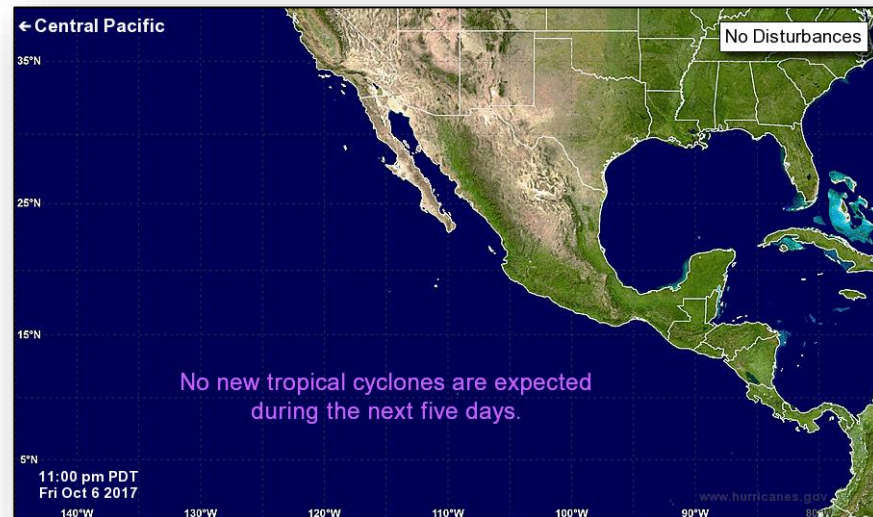 ← Central Pacific
No Disturbances
35°N
25°N
15°N
No new tropical cyclones are expected
during the next five days.
5°N
11:00 pm PDT
Fri Oct 6 2017
www.hurricanes.gov
140°W 130°W 120°W 110°W 100°W 90°W 80°W